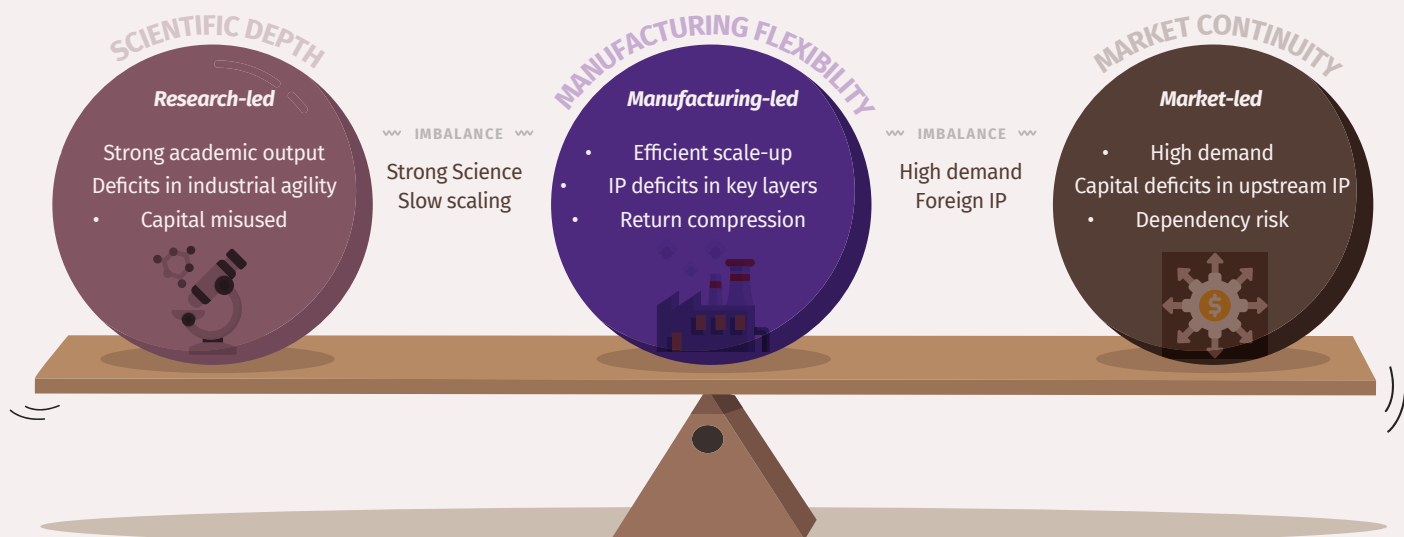 SCIENTIFIC DEPTH
Research-led
Strong academic output
Deficits in industrial agility
• Capital misused
IMBALANCE
Strong Science
Slow scaling
MANUFACTURING FLEXIBILITY
Manufacturing-led
• Efficient scale-up
• IP deficits in key layers
• Return compression
IMBALANCE
High demand
Foreign IP
MARKET CONTINUITY
Market-led
• High demand
Capital deficits in upstream IP
• Dependency risk
$